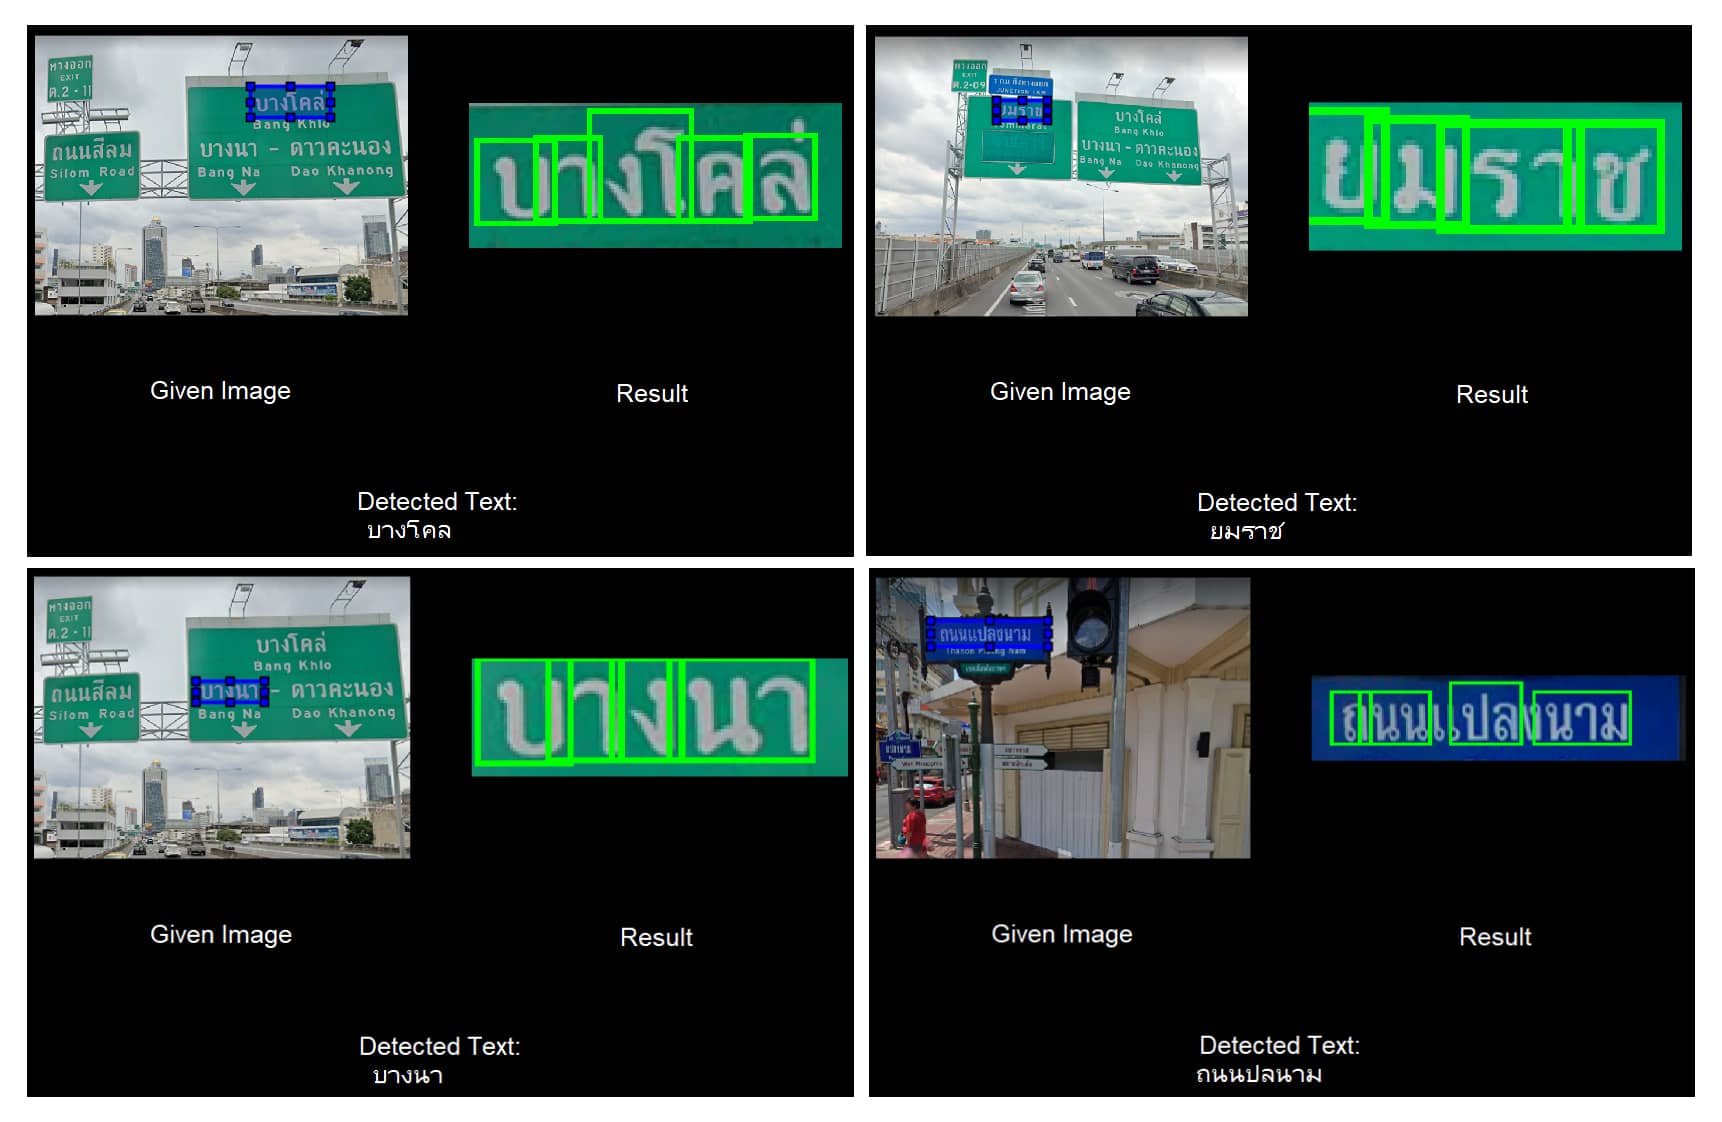 ทางออก
EXIT
ต.2 - 11
ถนนสีลม
Silom Road
บางโคล่
Bang Khlo
บางนา - ดาวคะนอง
Bang Na Dao Khanong
บางโคล่
Given Image
Result
Detected Text:
บางโคล
ทางออก
EXIT
ต.2-09
JUNCTION 1 KM
ยมราช
บางโคล่
Bang Khlo
บางนา - ดาวคะนอง
Bang Na Dao Khanong
ยมราช
Given Image
Result
Detected Text:
ยมราช
ทางออก
EXIT
ต.2 - 11
ถนนสีลม
Silom Road
บางโคล่
Bang Khlo
บางนา - ดาวคะนอง
Bang Na Dao Khanong
บางนา
Given Image
Result
Detected Text:
บางนา
ถนนแปลงนาม
Thanon Plaeng Nam
ถนนแปลงนาม
Given Image
Result
Detected Text:
ถนนปลนาม